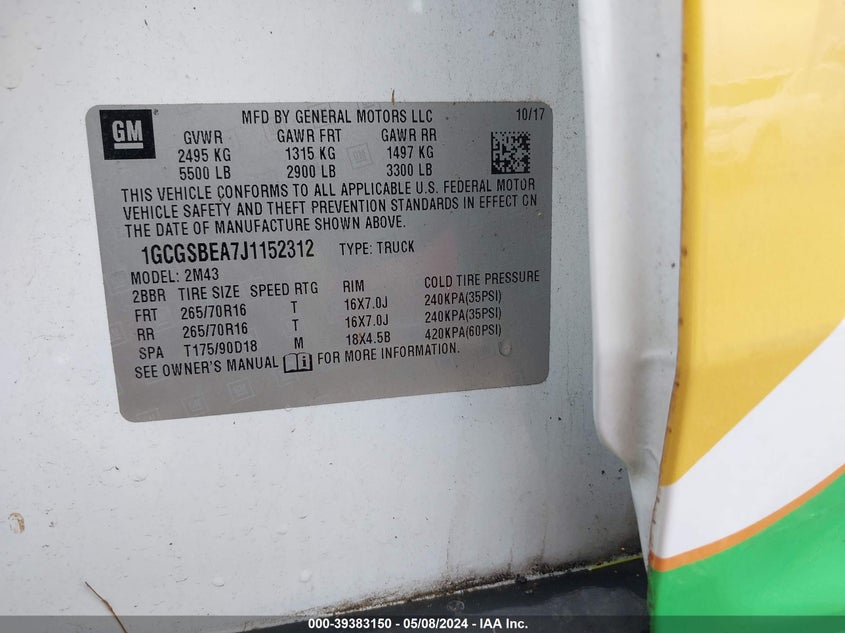 GM
MFD BY GENERAL MOTORS LLC 10/17
GVWR GAWR FRT GAWR RR
2495 KG 1315 KG 1497 KG
5500 LB 2900 LB 3300 LB
THIS VEHICLE CONFORMS TO ALL APPLICABLE U.S. FEDERAL MOTOR
VEHICLE SAFETY AND THEFT PREVENTION STANDARDS IN EFFECT ON
THE DATE OF MANUFACTURE SHOWN ABOVE.
1GCGSBEA7J1152312 TYPE: TRUCK
MODEL: 2M43
2BBR TIRE SIZE SPEED RTG RIM COLD TIRE PRESSURE
FRT 265/70R16 T 16X7.0J 240KPA(35PSI)
RR 265/70R16 T 16X7.0J 240KPA(35PSI)
SPA T175/90D18 M 18X4.5B 420KPA(60PSI)
SEE OWNER'S MANUAL FOR MORE INFORMATION.
000-39383150 - 05/08/2024 - IAA Inc.